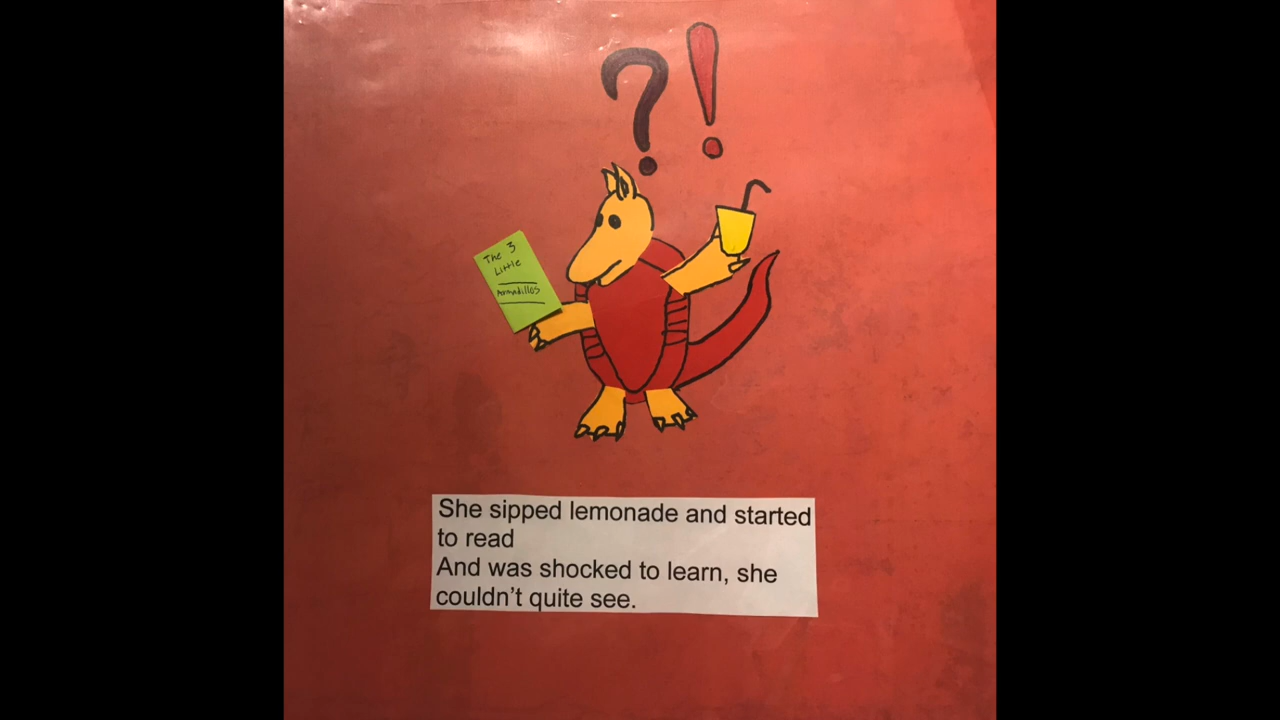 ? !
The 3
Little
Armadillos
She sipped lemonade and started
to read
And was shocked to learn, she
couldn't quite see.